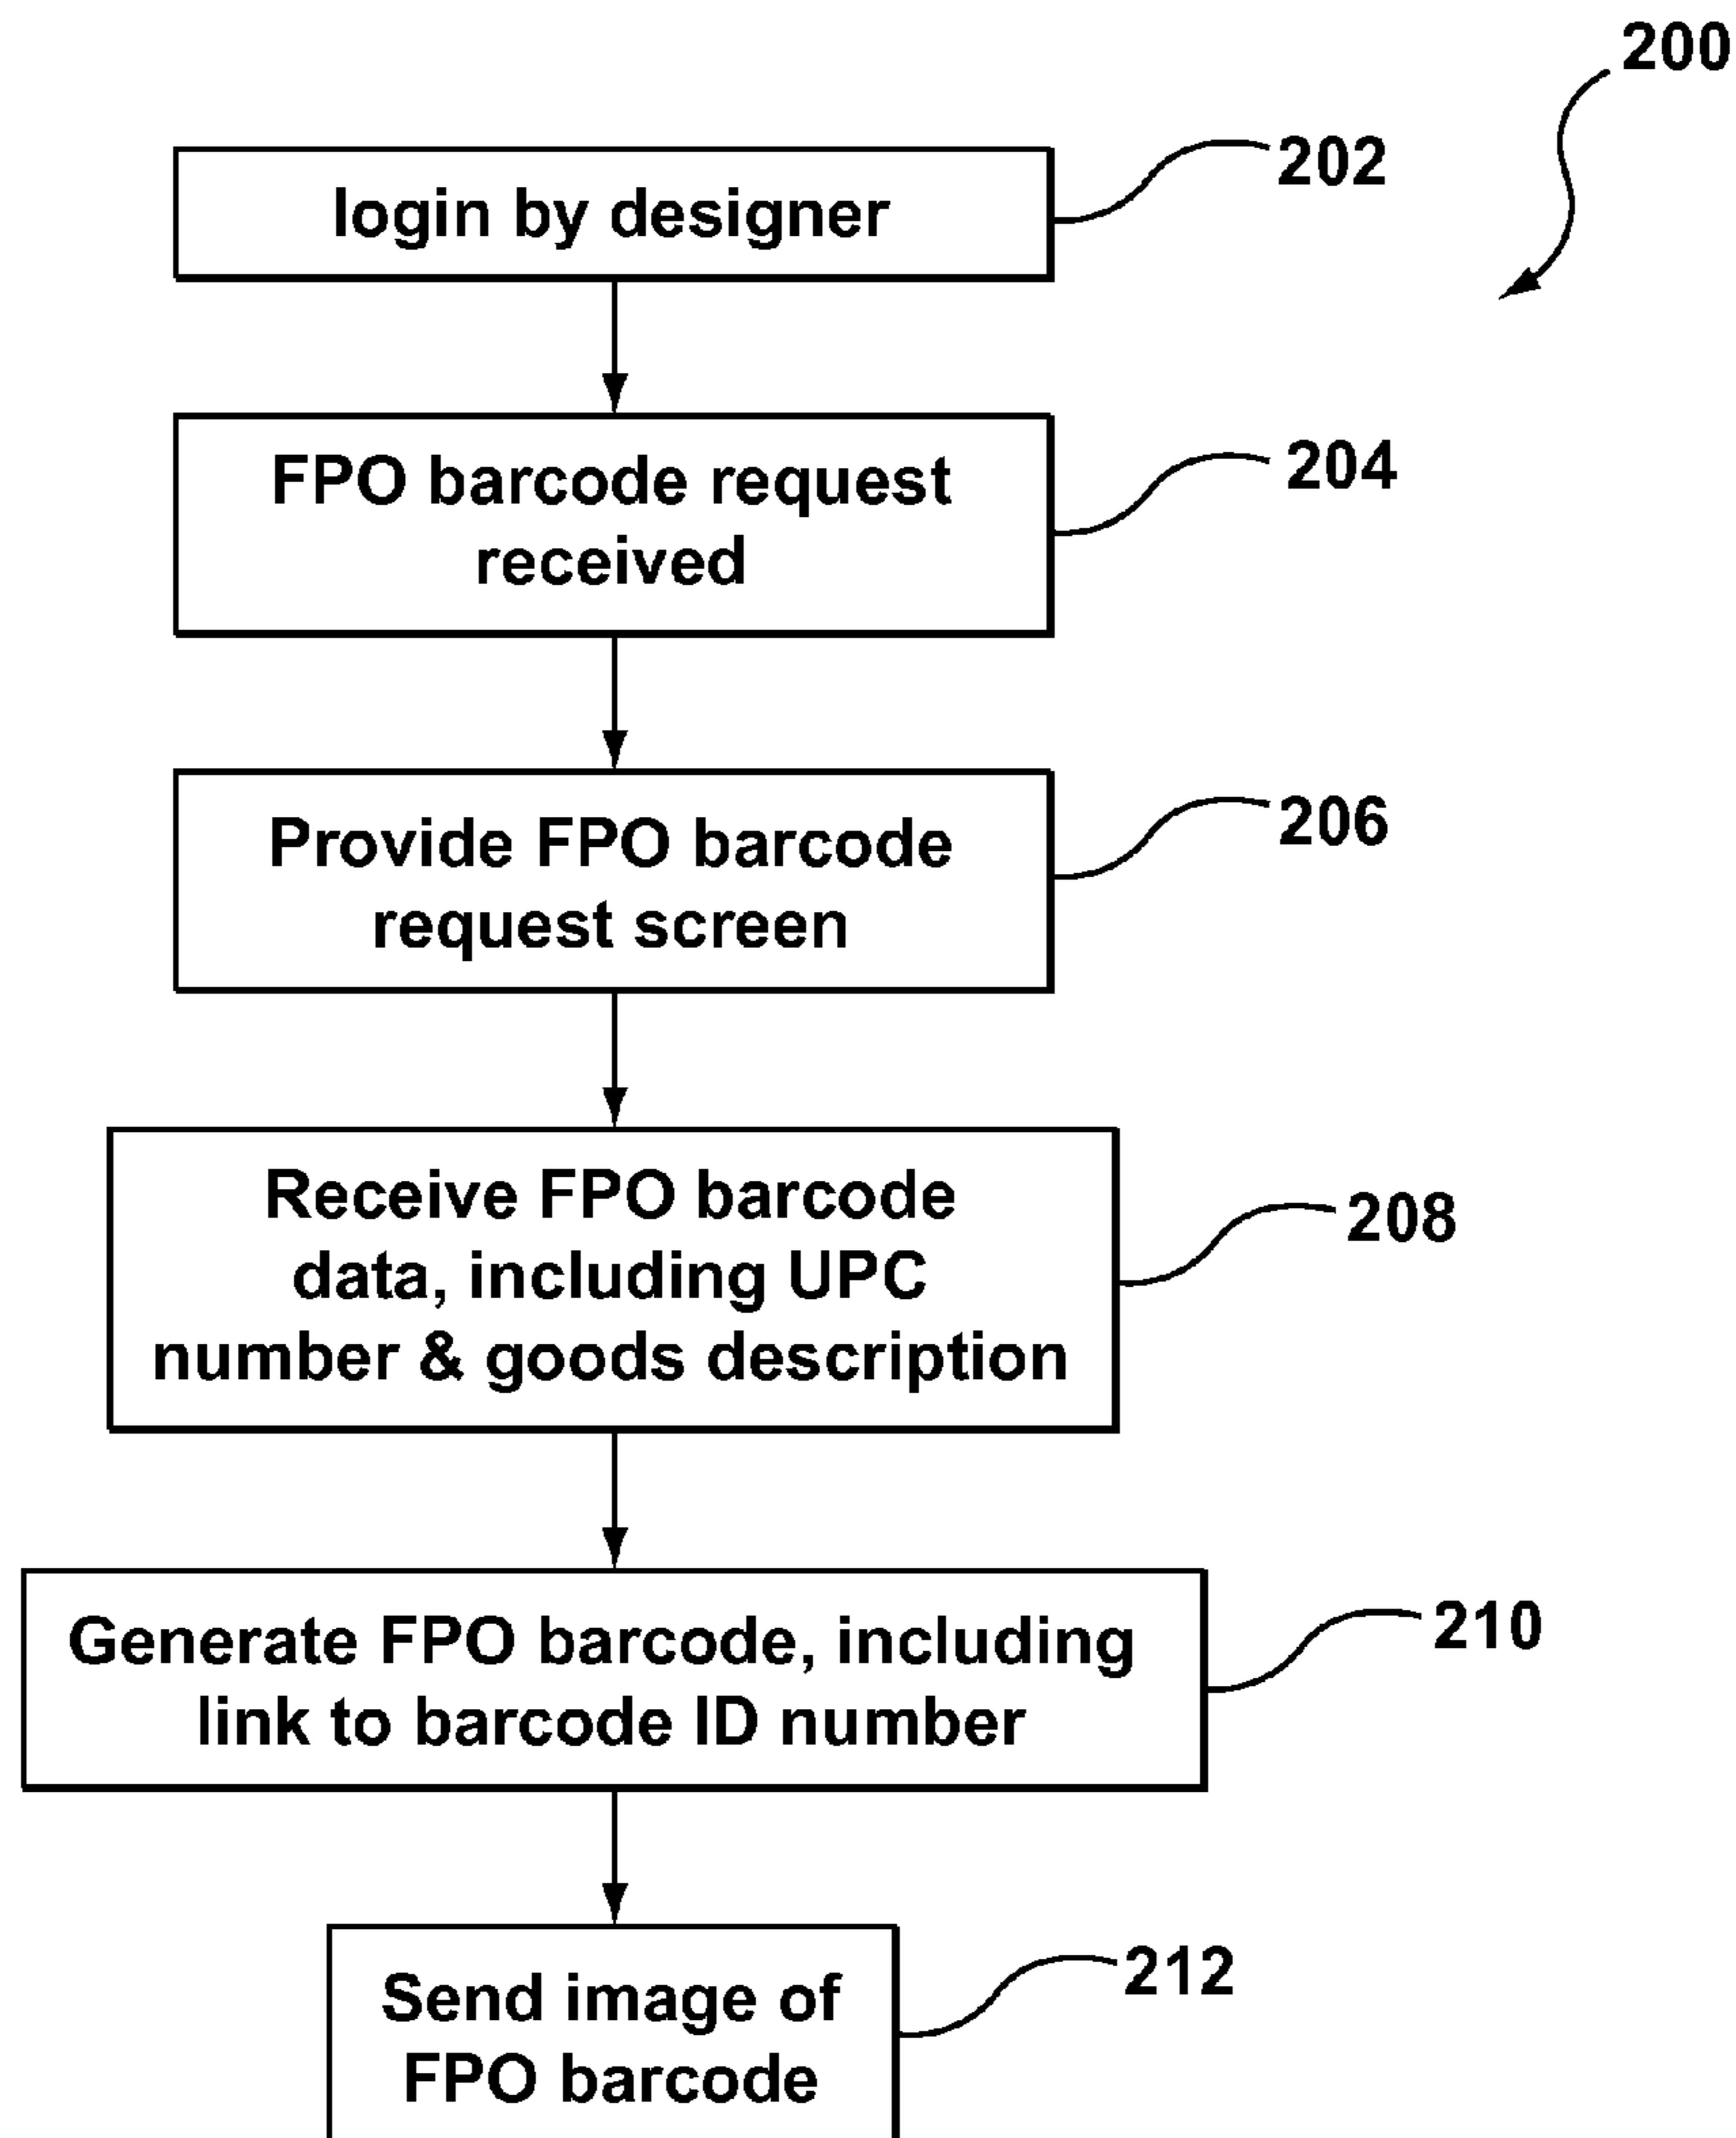 200
login by designer
202
FPO barcode request
received
204
Provide FPO barcode
request screen
206
Receive FPO barcode
data, including UPC
number & goods description
208
Generate FPO barcode, including
link to barcode ID number
210
Send image of
FPO barcode
212